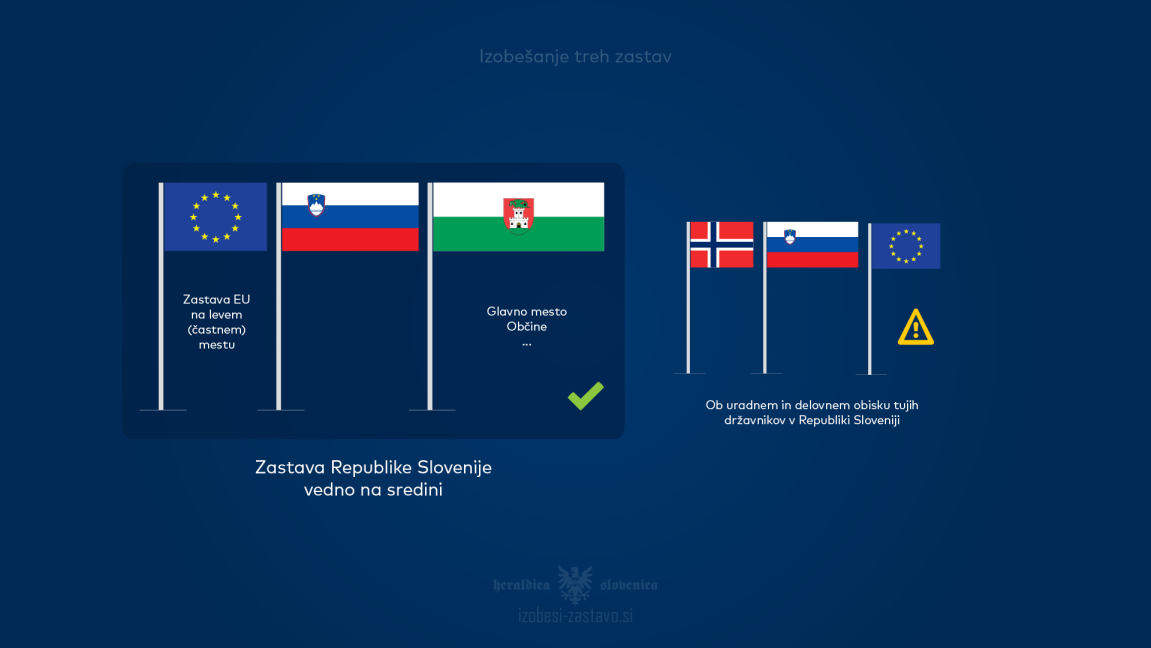 Izobešanje treh zastav
Zastava EU
na levem
(častnem)
mestu
Glavno mesto
Občine
...
Zastava Republike Slovenije
vedno na sredini
Ob uradnem in delovnem obisku tujih
državnikov v Republiki Sloveniji
heraldica slovenica
izobesi-zastavo.si